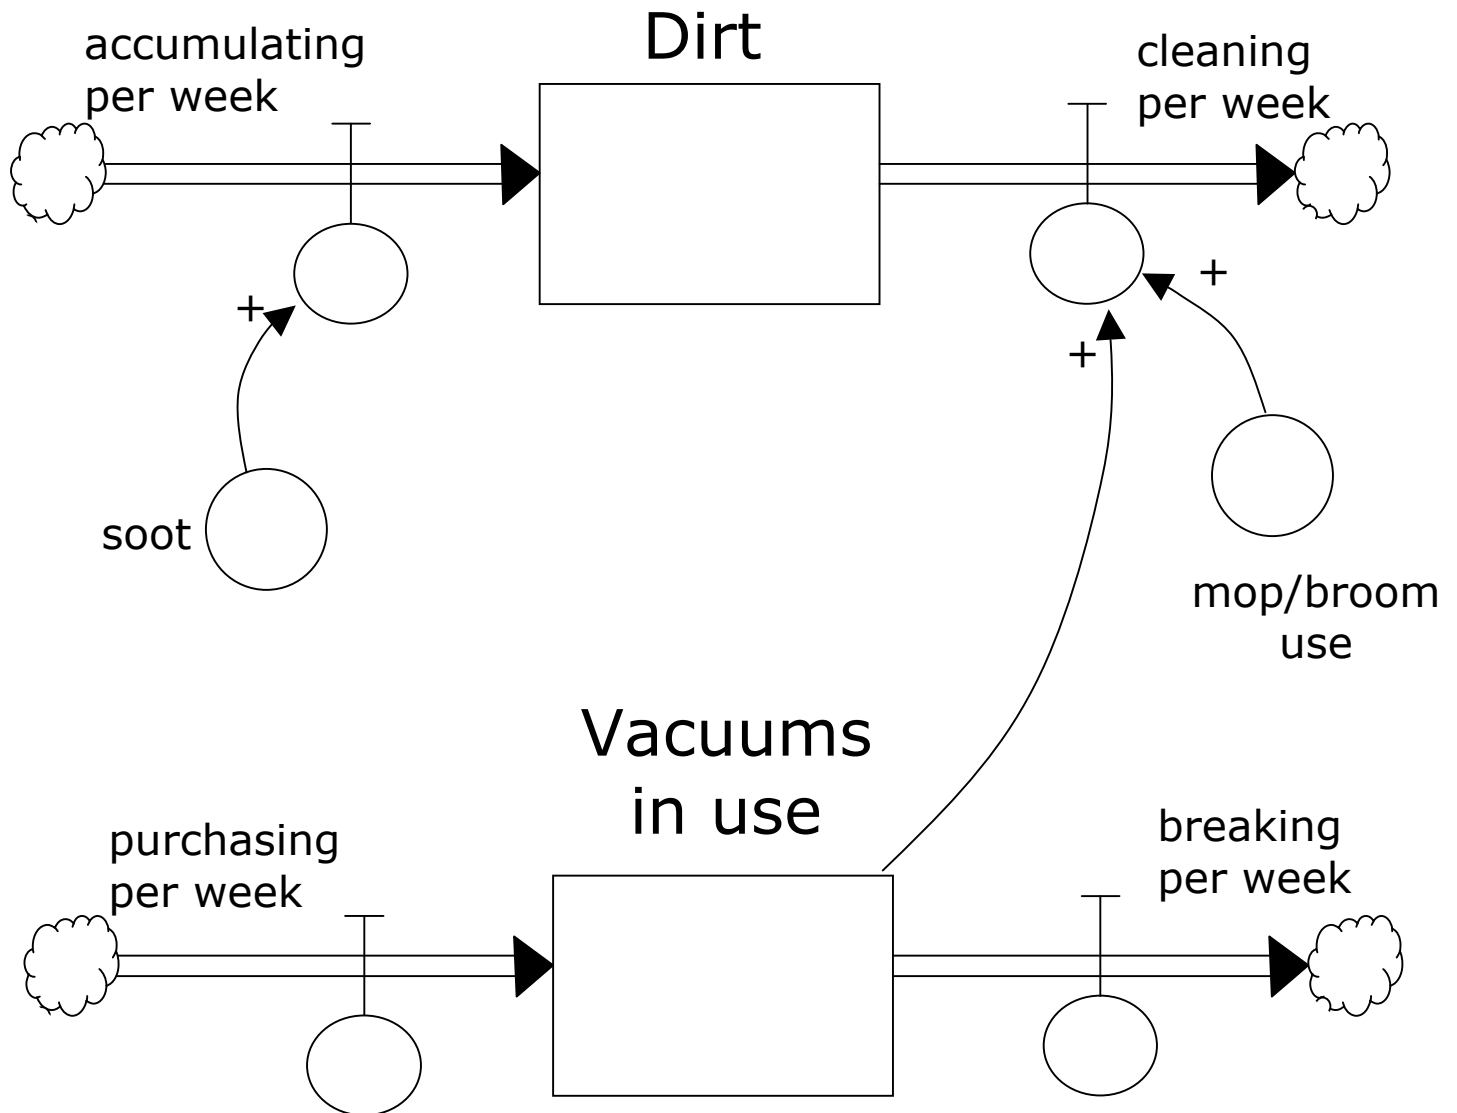 Dirt
accumulating
per week
cleaning
per week
+
+
+
soot
mop/broom
use
Vacuums
in use
purchasing
per week
breaking
per week